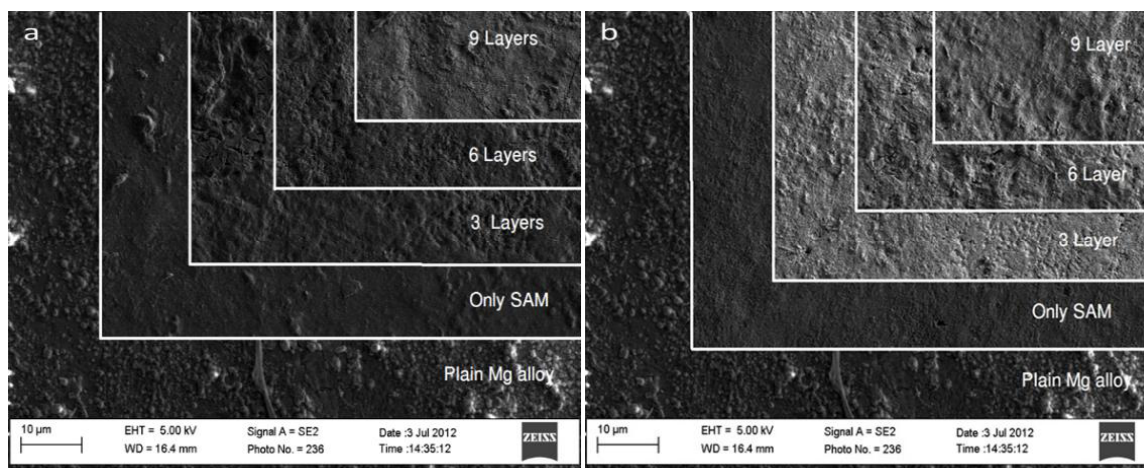 a
9 Layers
6 Layers
3 Layers
Only SAM
Plain Mg alloy
10 µm
EHT = 5.00 kV
WD = 16.4 mm
Signal A = SE2
Photo No. = 236
Date :3 Jul 2012
Time :14:35:12
ZEISS
b
9 Layer
6 Layer
3 Layer
Only SAM
Plain Mg alloy
10 µm
EHT = 5.00 kV
WD = 16.4 mm
Signal A = SE2
Photo No. = 236
Date :3 Jul 2012
Time :14:35:12
ZEISS